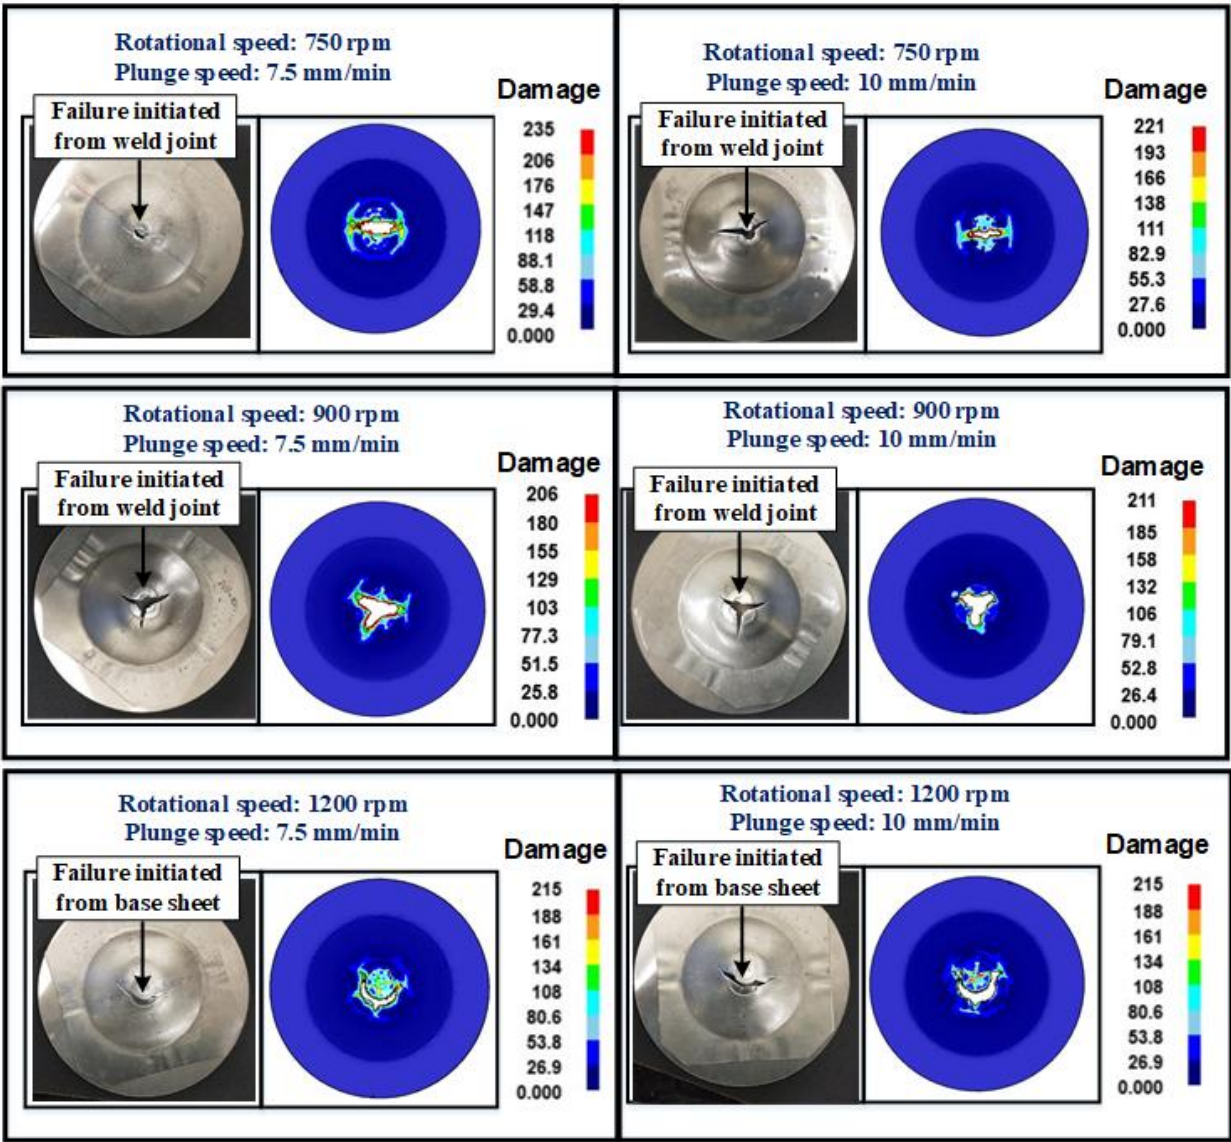 Rotational speed: 750 rpm
Plunge speed: 7.5 mm/min
Failure initiated
from weld joint
Damage
235
206
176
147
118
88.1
58.8
29.4
0.000
Rotational speed: 750 rpm
Plunge speed: 10 mm/min
Failure initiated
from weld joint
Damage
221
193
166
138
111
82.9
55.3
27.6
0.000
Rotational speed: 900 rpm
Plunge speed: 7.5 mm/min
Failure initiated
from weld joint
Damage
206
180
155
129
103
77.3
51.5
25.8
0.000
Rotational speed: 900 rpm
Plunge speed: 10 mm/min
Failure initiated
from weld joint
Damage
211
185
158
132
106
79.1
52.8
26.4
0.000
Rotational speed: 1200 rpm
Plunge speed: 7.5 mm/min
Failure initiated
from base sheet
Damage
215
188
161
134
108
80.6
53.8
26.9
0.000
Rotational speed: 1200 rpm
Plunge speed: 10 mm/min
Failure initiated
from base sheet
Damage
215
188
161
134
108
80.6
53.8
26.9
0.000